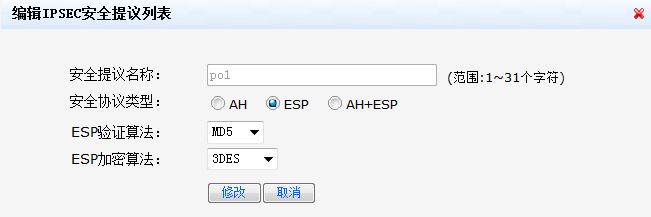 编辑IPSEC安全提议列表
安全提议名称： pol (范围:1~31个字符)
安全协议类型： AH ESP AH+ESP
ESP验证算法： MD5
ESP加密算法： 3DES
修改 取消